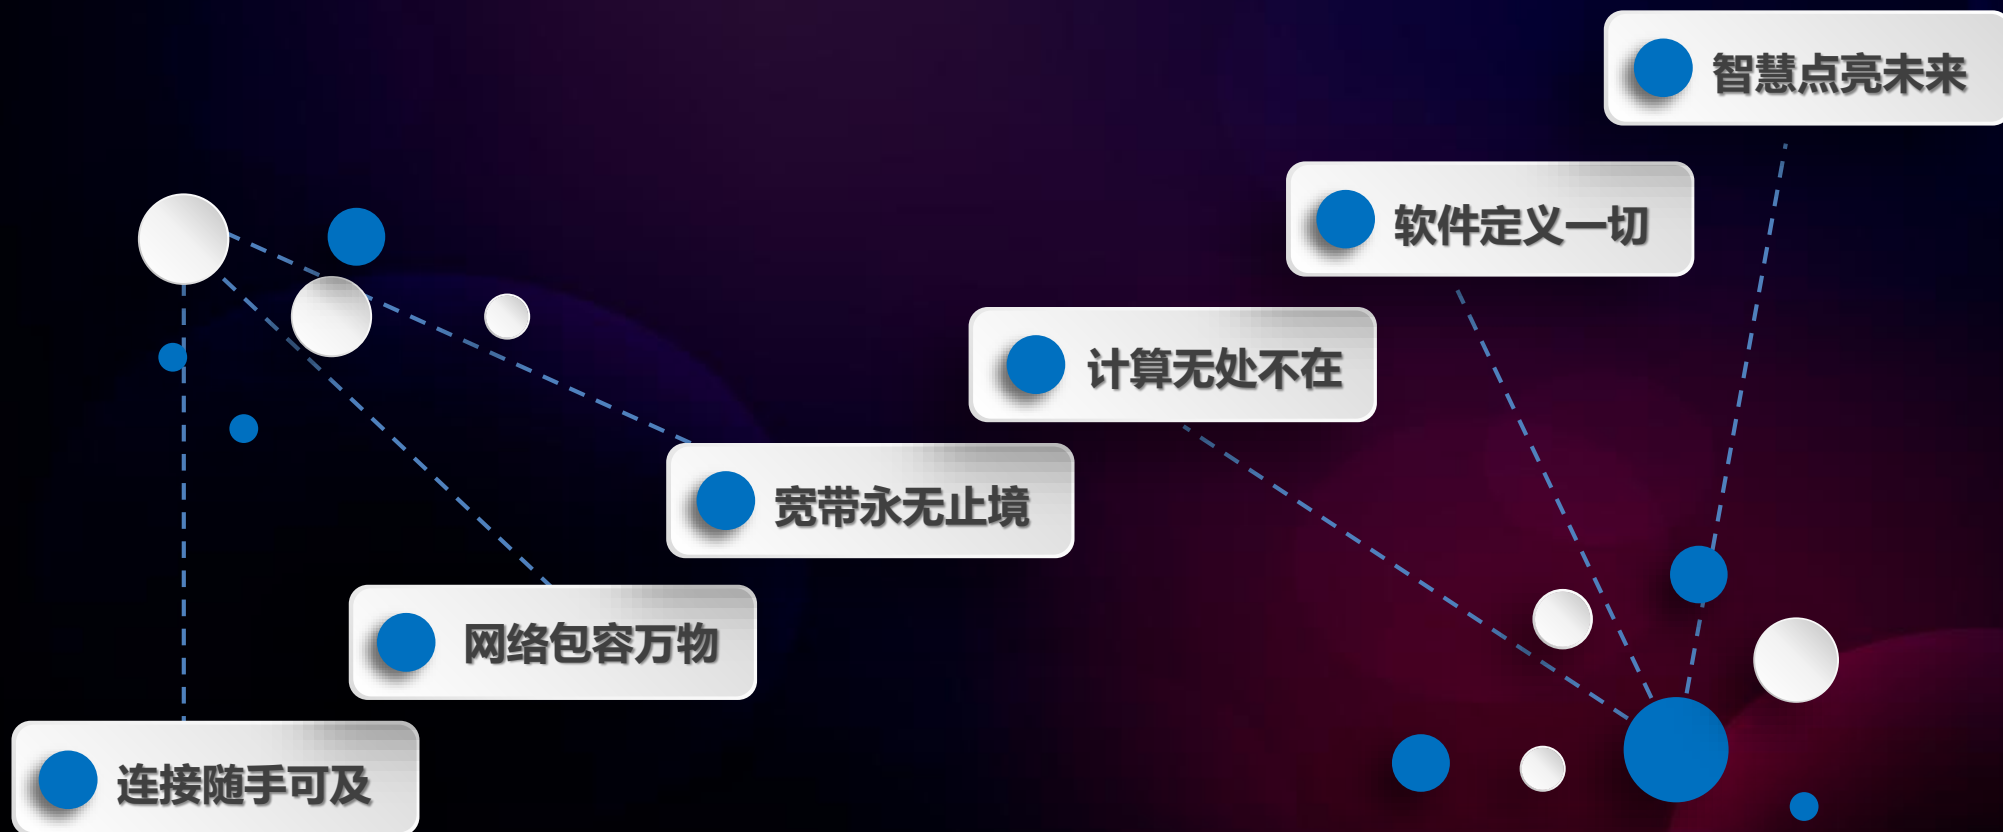 智慧点亮未来
软件定义一切
计算无处不在
宽带永无止境
网络包容万物
连接随手可及